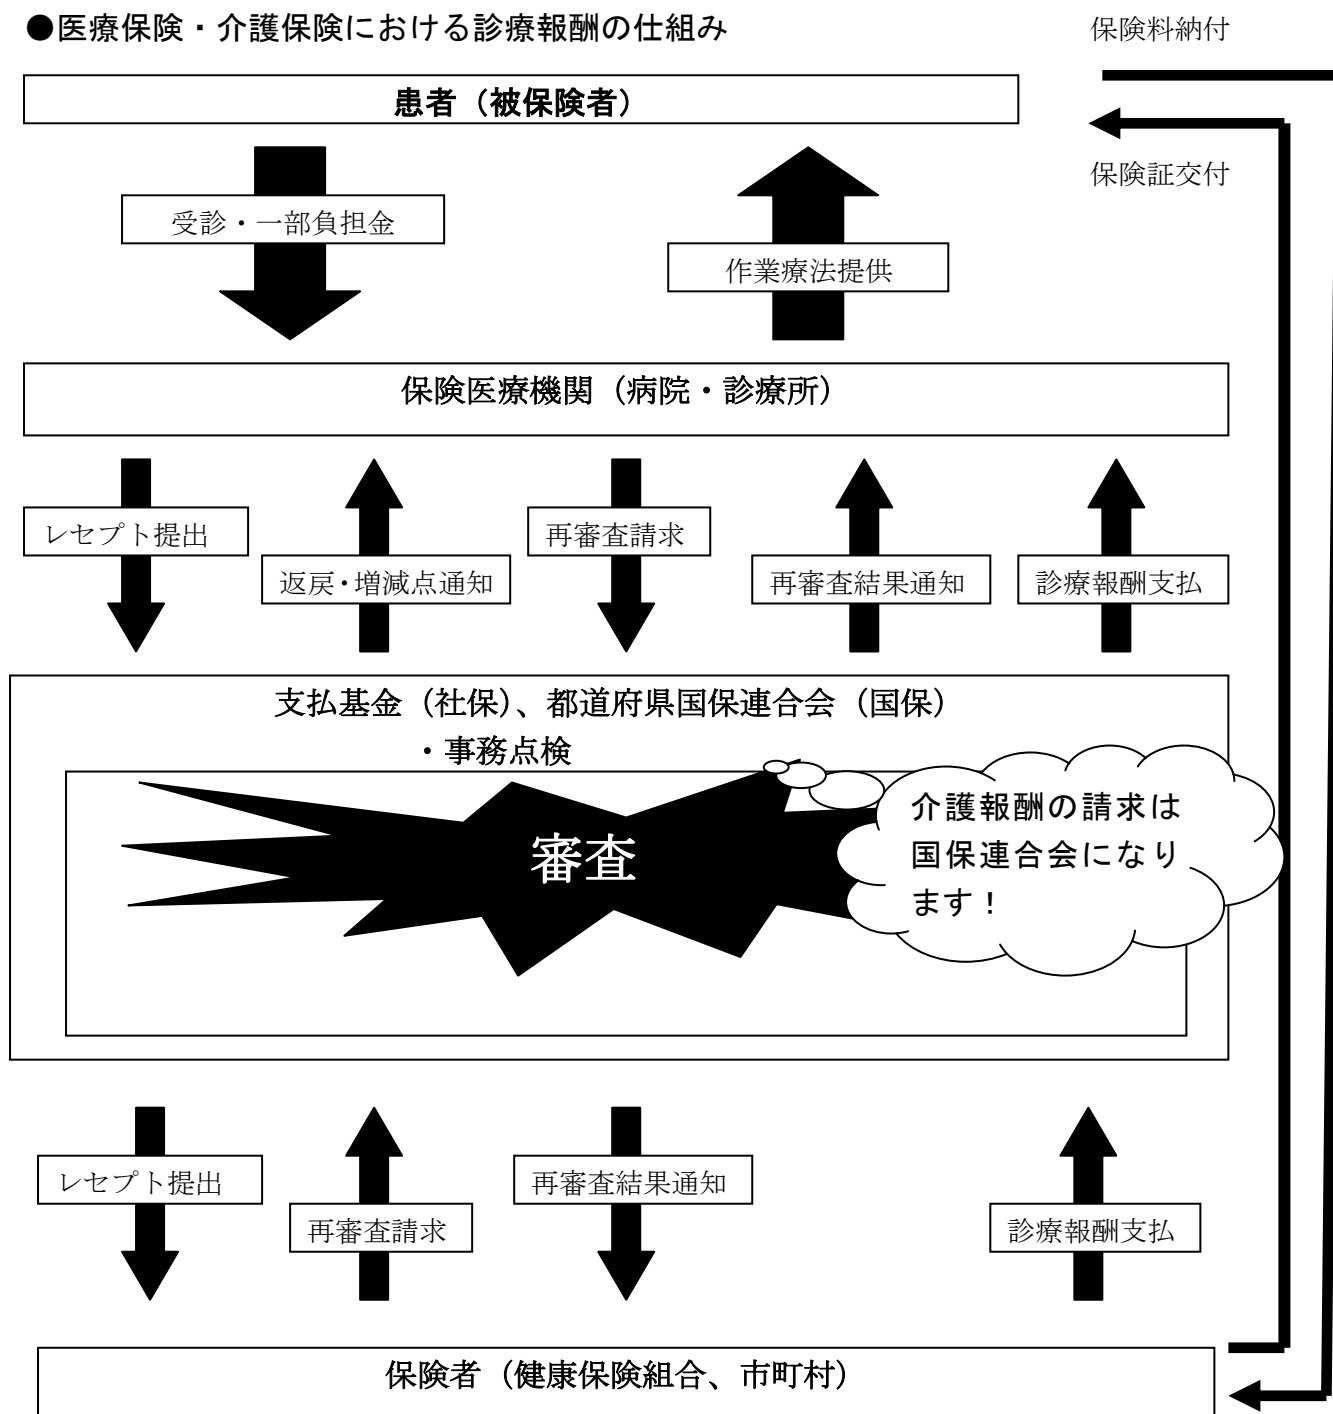 ●医療保険・介護保険における診療報酬の仕組み
保険料納付
患者（被保険者）
保険証交付
受診・一部負担金
作業療法提供
保険医療機関（病院・診療所）
レセプト提出
再審査請求
返戻・増減点通知
再審査結果通知
診療報酬支払
支払基金（社保）、都道府県国保連合会（国保）
・事務点検
審査
介護報酬の請求は
国保連合会になり
ます！
レセプト提出
再審査結果通知
再審査請求
診療報酬支払
保険者（健康保険組合、市町村）